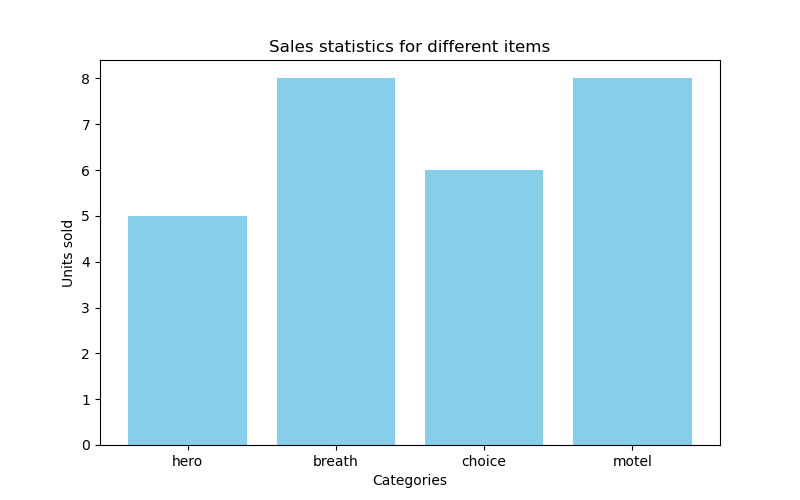 Sales statistics for different items
Units sold
8
7
6
5
4
3
2
1
0
hero breath choice motel
Categories